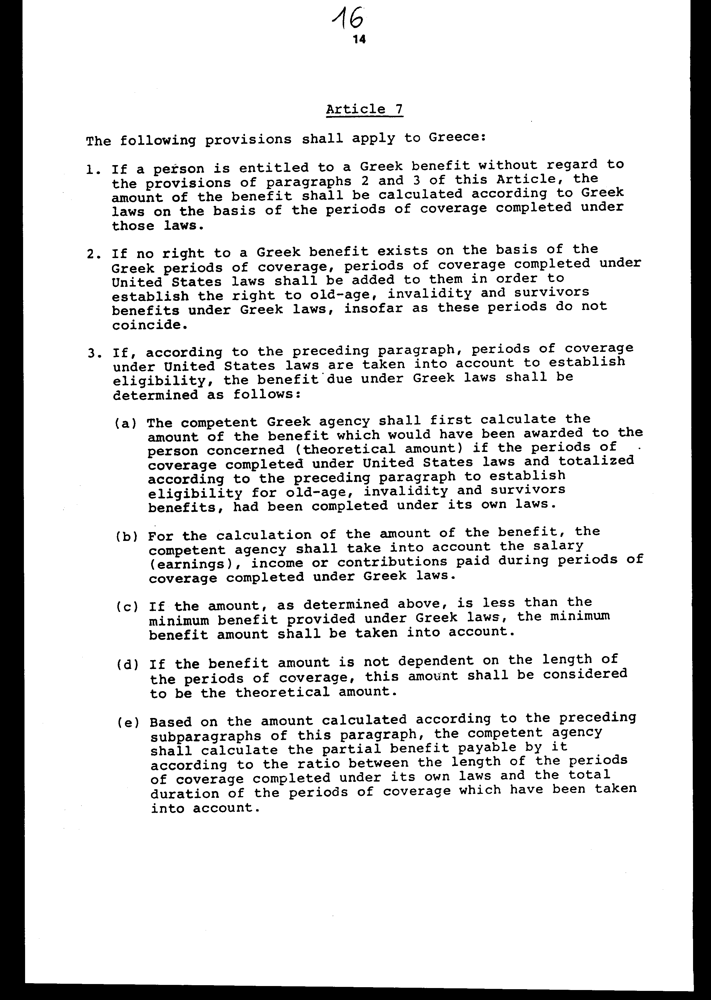 16
14
Article 7
The following provisions shall apply to Greece:
1. If a person is entitled to a Greek benefit without regard to
the provisions of paragraphs 2 and 3 of this Article, the
amount of the benefit shall be calculated according to Greek
laws on the basis of the periods of coverage completed under
those laws.
2. If no right to a Greek benefit exists on the basis of the
Greek periods of coverage, periods of coverage completed under
United States laws shall be added to them in order to
establish the right to old-age, invalidity and survivors
benefits under Greek laws, insofar as these periods do not
coincide.
3. If, according to the preceding paragraph, periods of coverage
under United States laws are taken into account to establish
eligibility, the benefit due under Greek laws shall be
determined as follows:
(a) The competent Greek agency shall first calculate the
amount of the benefit which would have been awarded to the
person concerned (theoretical amount) if the periods of
coverage completed under United States laws and totalized
according to the preceding paragraph to establish
eligibility for old-age, invalidity and survivors
benefits, had been completed under its own laws.
(b) For the calculation of the amount of the benefit, the
competent agency shall take into account the salary
(earnings), income or contributions paid during periods of
coverage completed under Greek laws.
(c) If the amount, as determined above, is less than the
minimum benefit provided under Greek laws, the minimum
benefit amount shall be taken into account.
(d) If the benefit amount is not dependent on the length of
the periods of coverage, this amount shall be considered
to be the theoretical amount.
(e) Based on the amount calculated according to the preceding
subparagraphs of this paragraph, the competent agency
shall calculate the partial benefit payable by it
according to the ratio between the length of the periods
of coverage completed under its own laws and the total
duration of the periods of coverage which have been taken
into account.